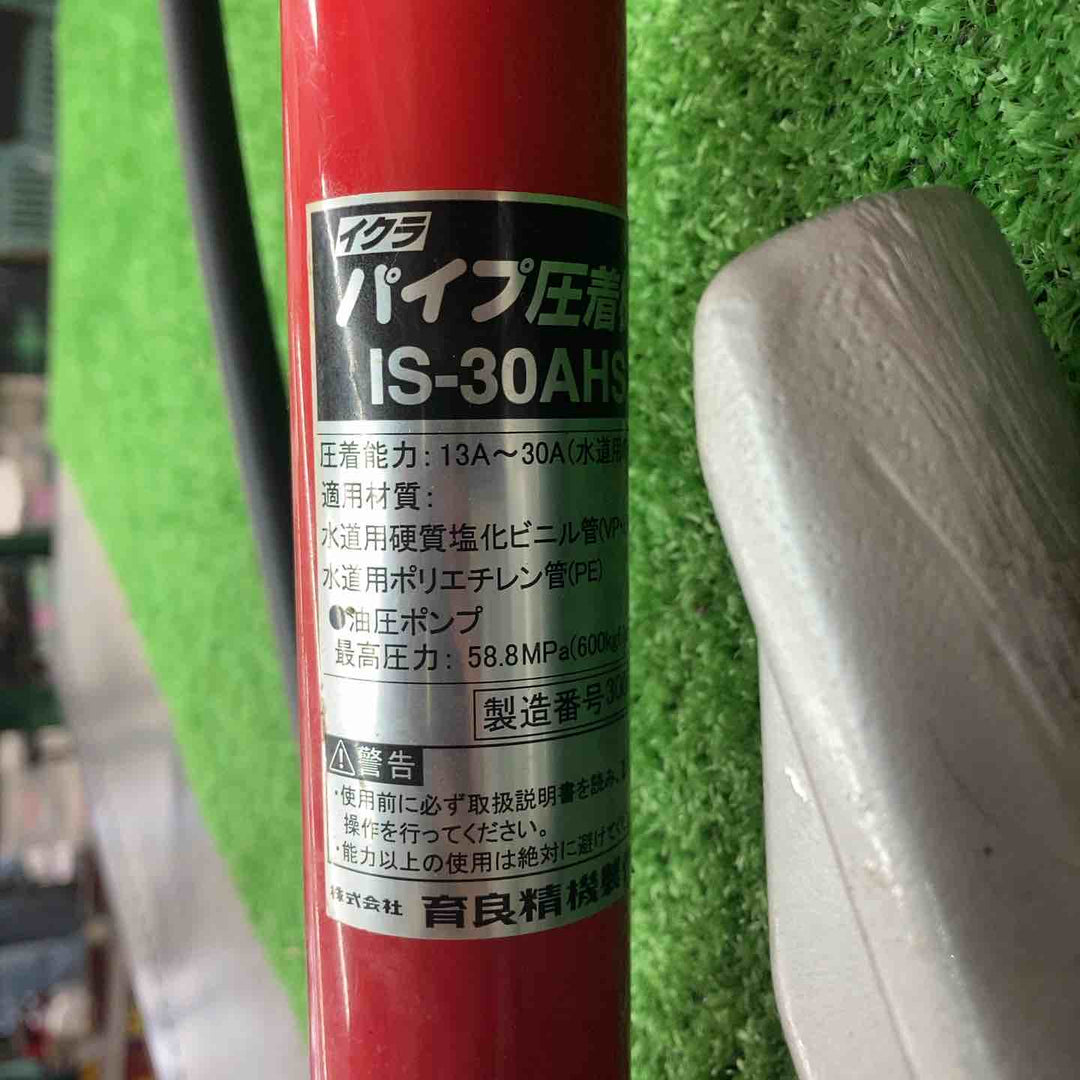 イクラ
パイプ圧着
IS-30AHS
圧着能力：13A～30A(水道用
適用材質：
水道用硬質塩化ビニル管(VP
水道用ポリエチレン管(PE)
●油圧ポンプ
最高圧力：58.8MPa(600kgf
製造番号300
警告
・使用前に必ず取扱説明書を読み、
操作を行ってください。
・能力以上の使用は絶対に避けて
株式会社 育良精機製